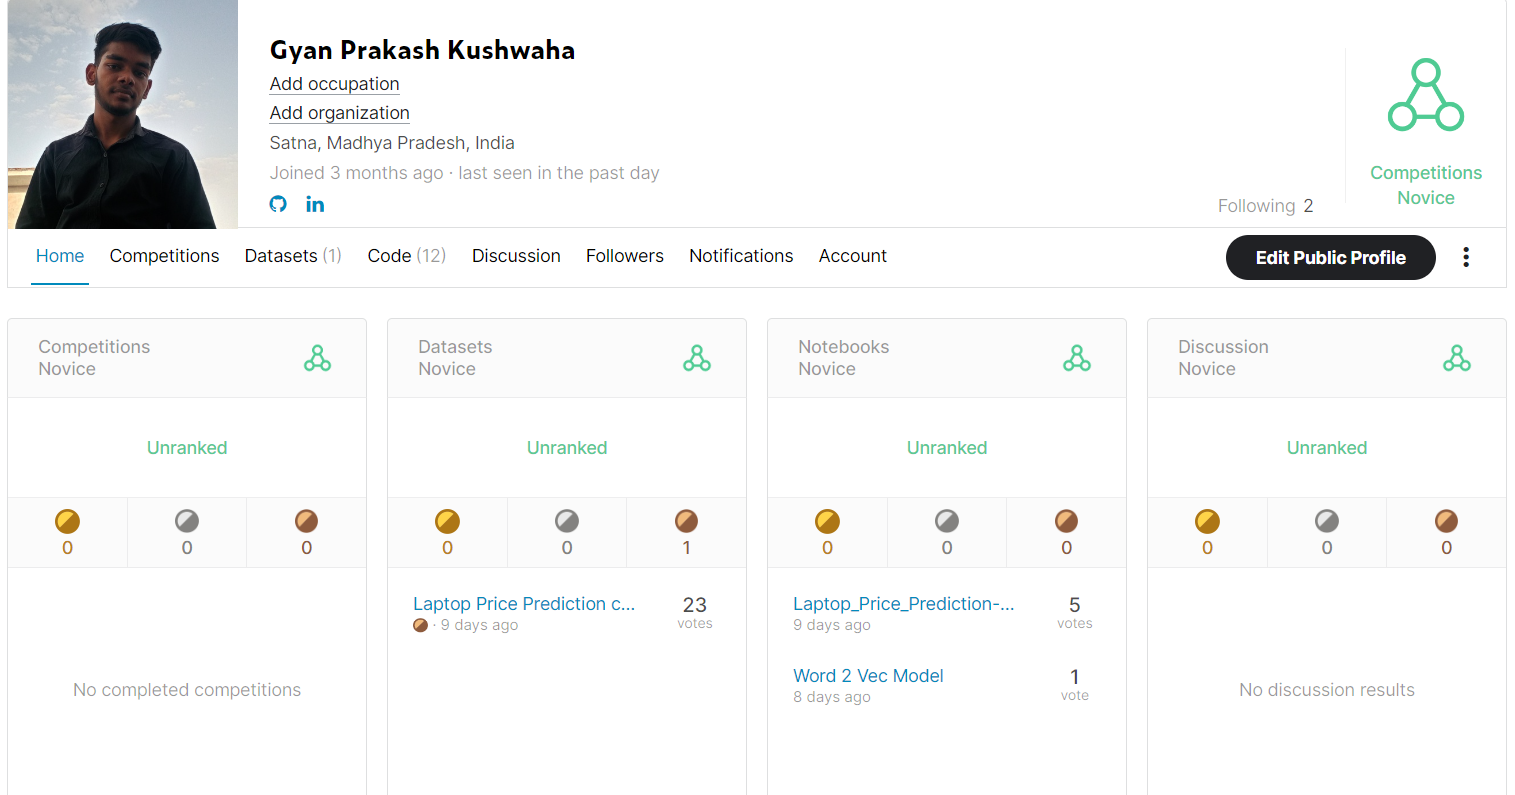 Gyan Prakash Kushwaha
Add occupation
Add organization
Satna, Madhya Pradesh, India
Joined 3 months ago · last seen in the past day
in
Following 2
Competitions
Novice
Home Competitions Datasets (1) Code (12) Discussion Followers Notifications Account
Edit Public Profile
Competitions
Novice
Unranked
0 0 0
No completed competitions
Datasets
Novice
Unranked
0 0 1
Laptop Price Prediction c... 23
· 9 days ago votes
Notebooks
Novice
Unranked
0 0 0
Laptop_Price_Prediction-... 5
9 days ago votes
Word 2 Vec Model 1
8 days ago vote
Discussion
Novice
Unranked
0 0 0
No discussion results